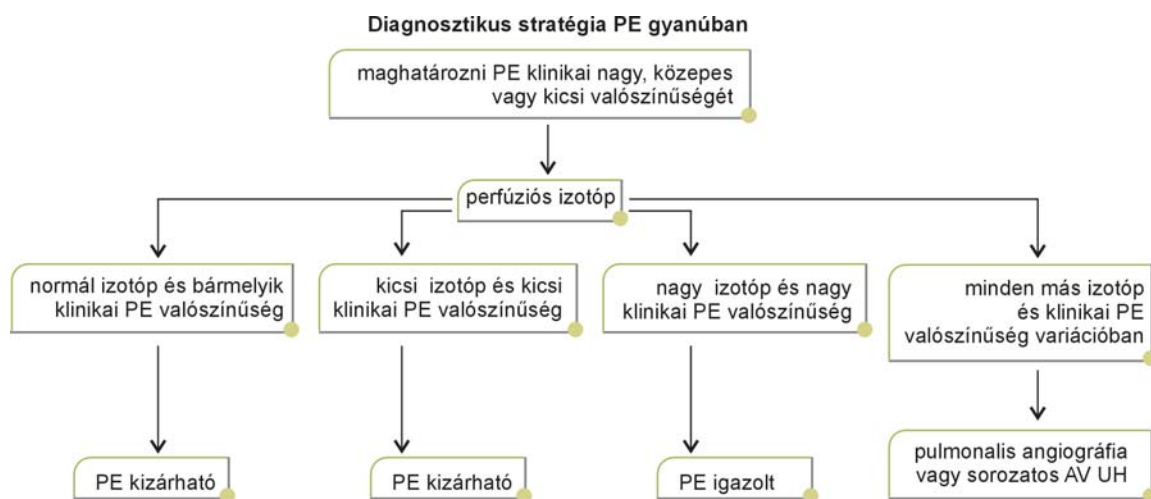 Diagnosztikus stratégia PE gyanúban
maghatározni PE klinikai nagy, közepes
vagy kicsi valószínűségét
perfúziós izotóp
normál izotóp és bármelyik
klinikai PE valószínűség
kicsi izotóp és kicsi
klinikai PE valószínűség
nagy izotóp és nagy
klinikai PE valószínűség
minden más izotóp
és klinikai PE
valószínűség variációban
PE kizárható
PE kizárható
PE igazolt
pulmonalis angiográfia
vagy sorozatos AV UH